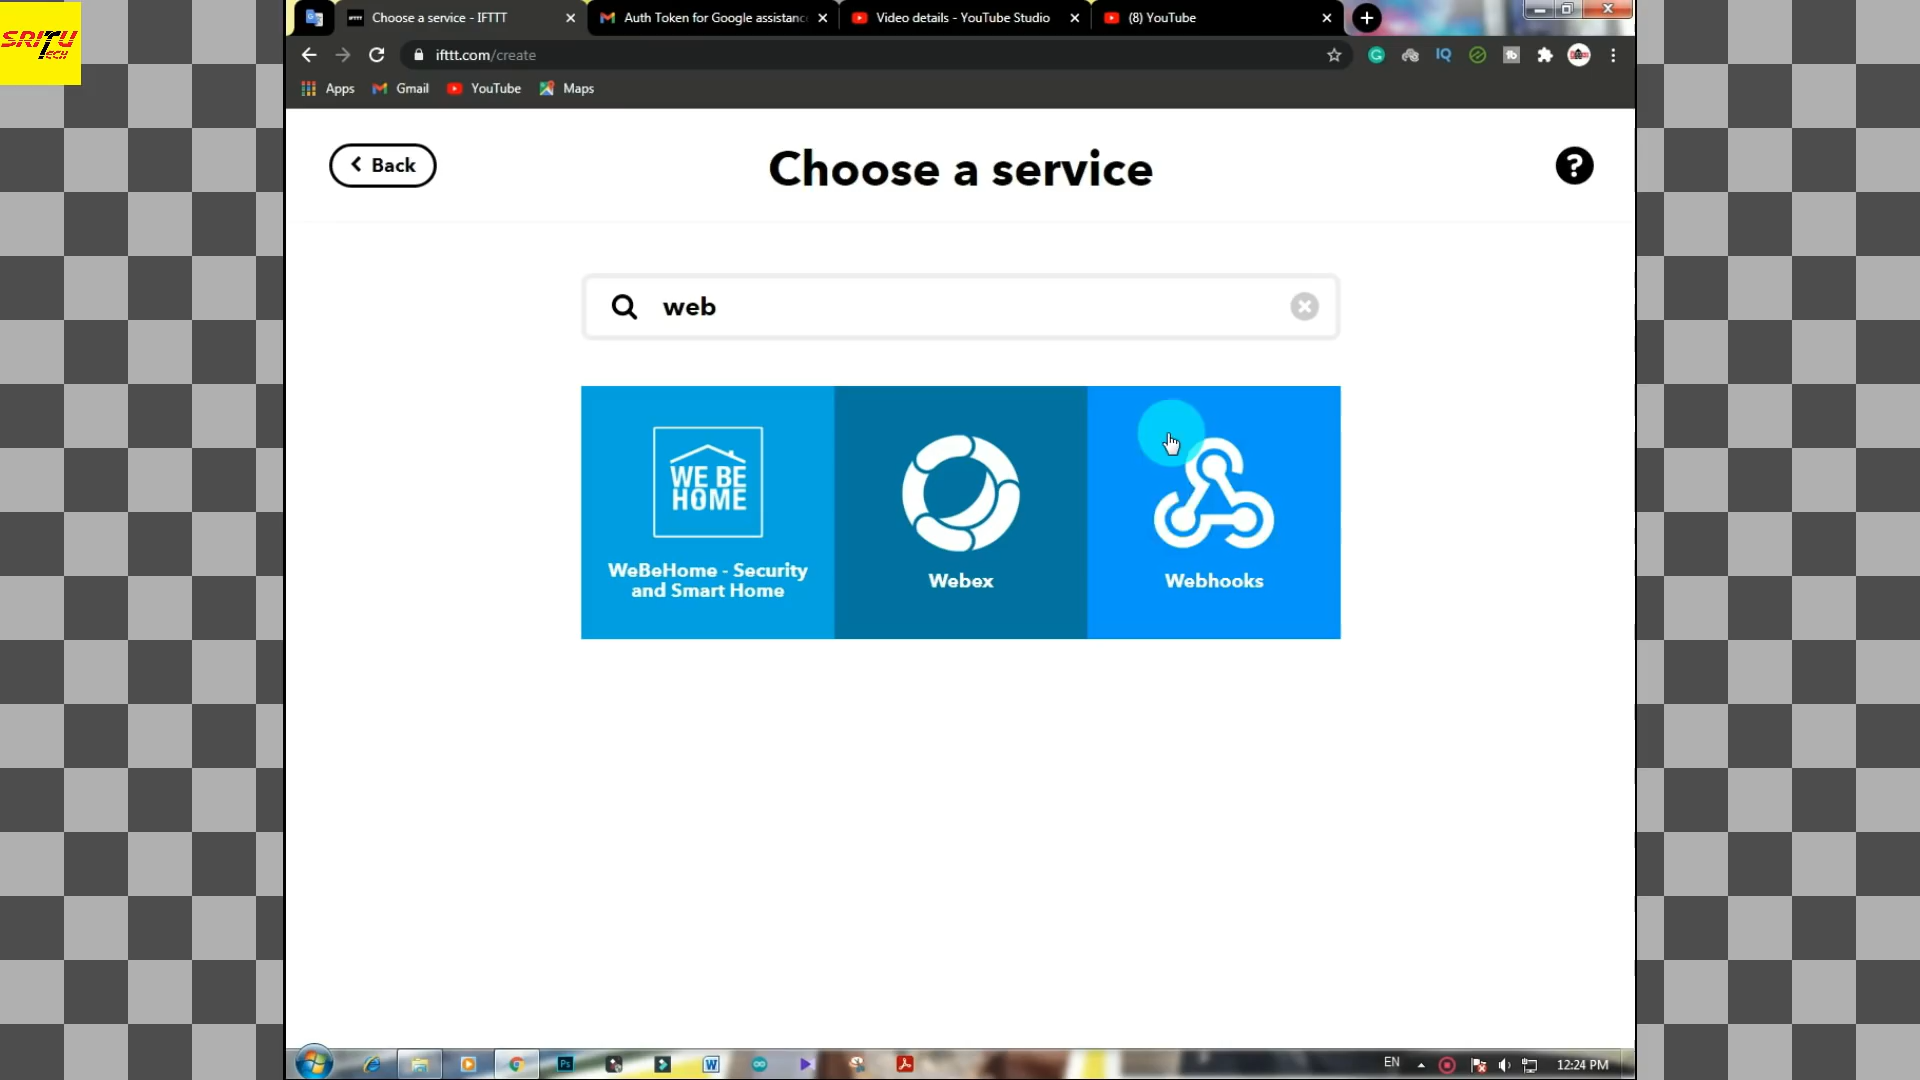 SRITU
TECH
Choose a service - IFTTT
Auth Token for Google assistanc
Video details - YouTube Studio
(8) YouTube
ifttt.com/create
Apps
Gmail
YouTube
Maps
Back
Choose a service
?
web
WE BE
HOME
WeBeHome - Security
and Smart Home
Webex
Webhooks
EN
12:24 PM